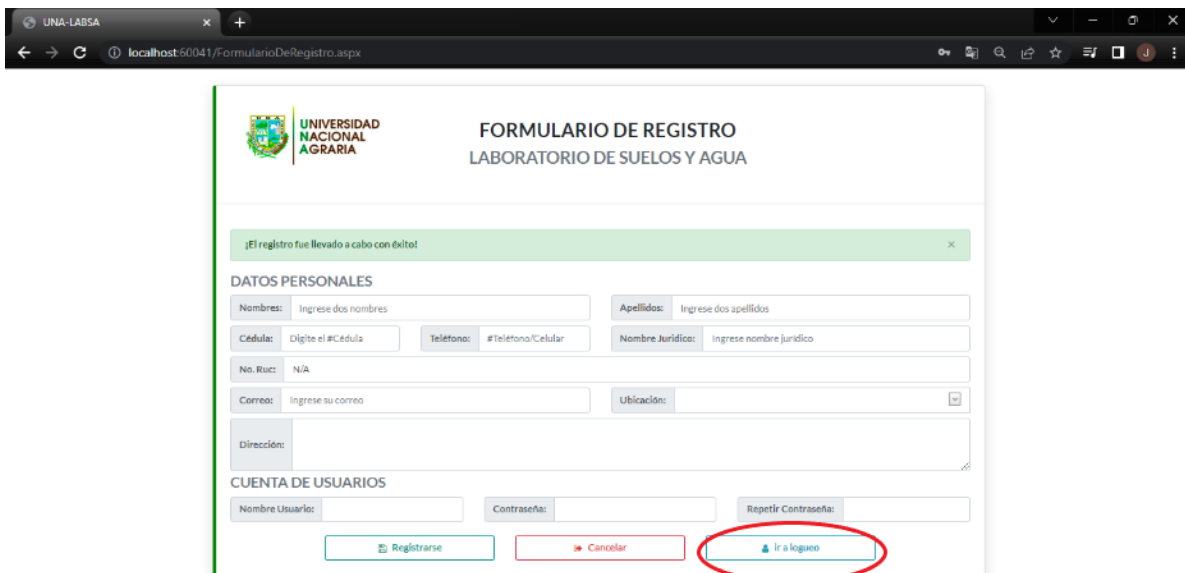 UNA-LABSA
localhost:60041/FormularioDeRegistro.aspx
J
UNIVERSIDAD
NACIONAL
AGRARIA
FORMULARIO DE REGISTRO
LABORATORIO DE SUELOS Y AGUA
¡El registro fue llevado a cabo con éxito!
DATOS PERSONALES
Nombres: Ingrese dos nombres Apellidos: Ingrese dos apellidos
Cédula: Digite el #Cédula Teléfono: #Teléfono/Celular Nombre Jurídico: Ingrese nombre jurídico
No. Ruc: N/A
Correo: Ingrese su correo Ubicación:
Dirección:
CUENTA DE USUARIOS
Nombre Usuario: Contraseña: Repetir Contraseña:
Registrarse Cancelar ir a logueo